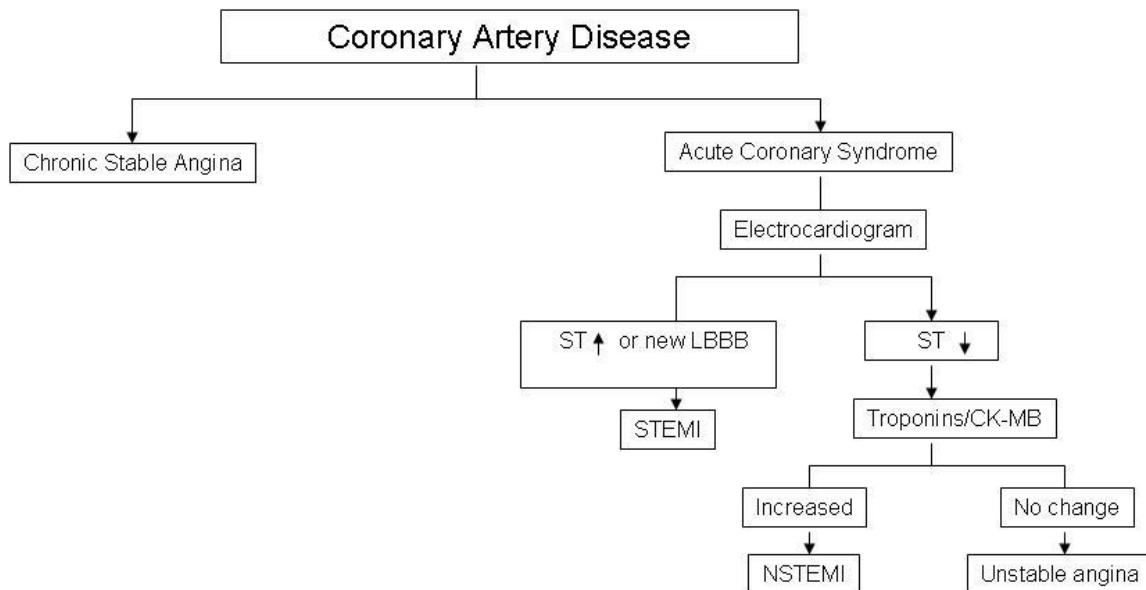 Coronary Artery Disease
Chronic Stable Angina
Acute Coronary Syndrome
Electrocardiogram
ST ↑ or new LBBB
ST ↓
STEMI
Troponins/CK-MB
Increased
No change
NSTEMI
Unstable angina